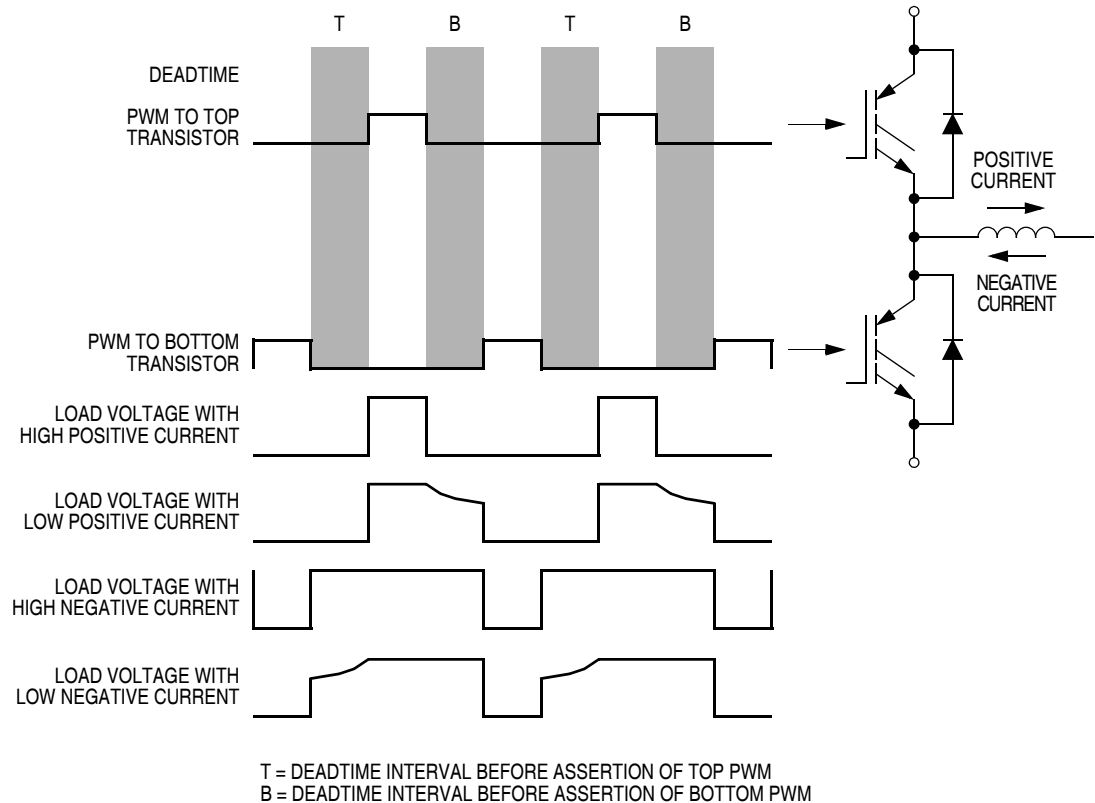 T B T B
DEADTIME
PWM TO TOP
TRANSISTOR
POSITIVE
CURRENT
NEGATIVE
CURRENT
PWM TO BOTTOM
TRANSISTOR
LOAD VOLTAGE WITH
HIGH POSITIVE CURRENT
LOAD VOLTAGE WITH
LOW POSITIVE CURRENT
LOAD VOLTAGE WITH
HIGH NEGATIVE CURRENT
LOAD VOLTAGE WITH
LOW NEGATIVE CURRENT
T = DEADTIME INTERVAL BEFORE ASSERTION OF TOP PWM
B = DEADTIME INTERVAL BEFORE ASSERTION OF BOTTOM PWM